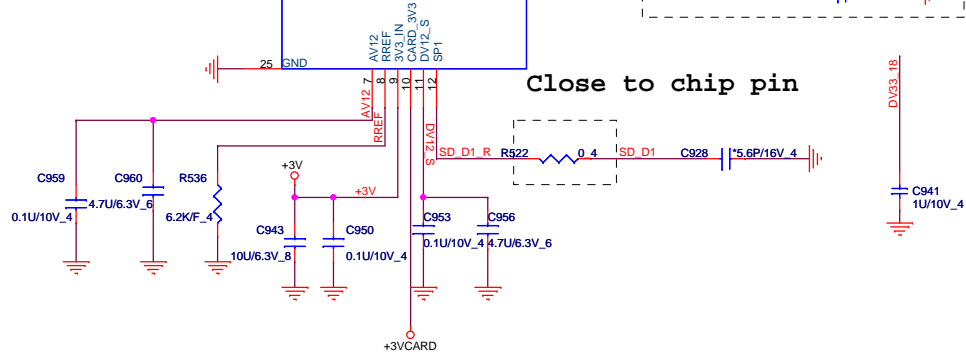 AV12
RREF
3V3_IN
CARD_3V3
DV12_S
SP1
25
GND
7
8
9
10
11
12
Close to chip pin
AV12
RREF
DV12_S
DV33_18
SD_D1_R
R522
0_4
SD_D1
C928
*5.6P/16V_4
+3V
+3V
C959
0.1U/10V_4
C960
4.7U/6.3V_6
R536
6.2K/F_4
C943
10U/6.3V_8
C950
0.1U/10V_4
C953
0.1U/10V_4
C956
4.7U/6.3V_6
C941
1U/10V_4
+3VCARD